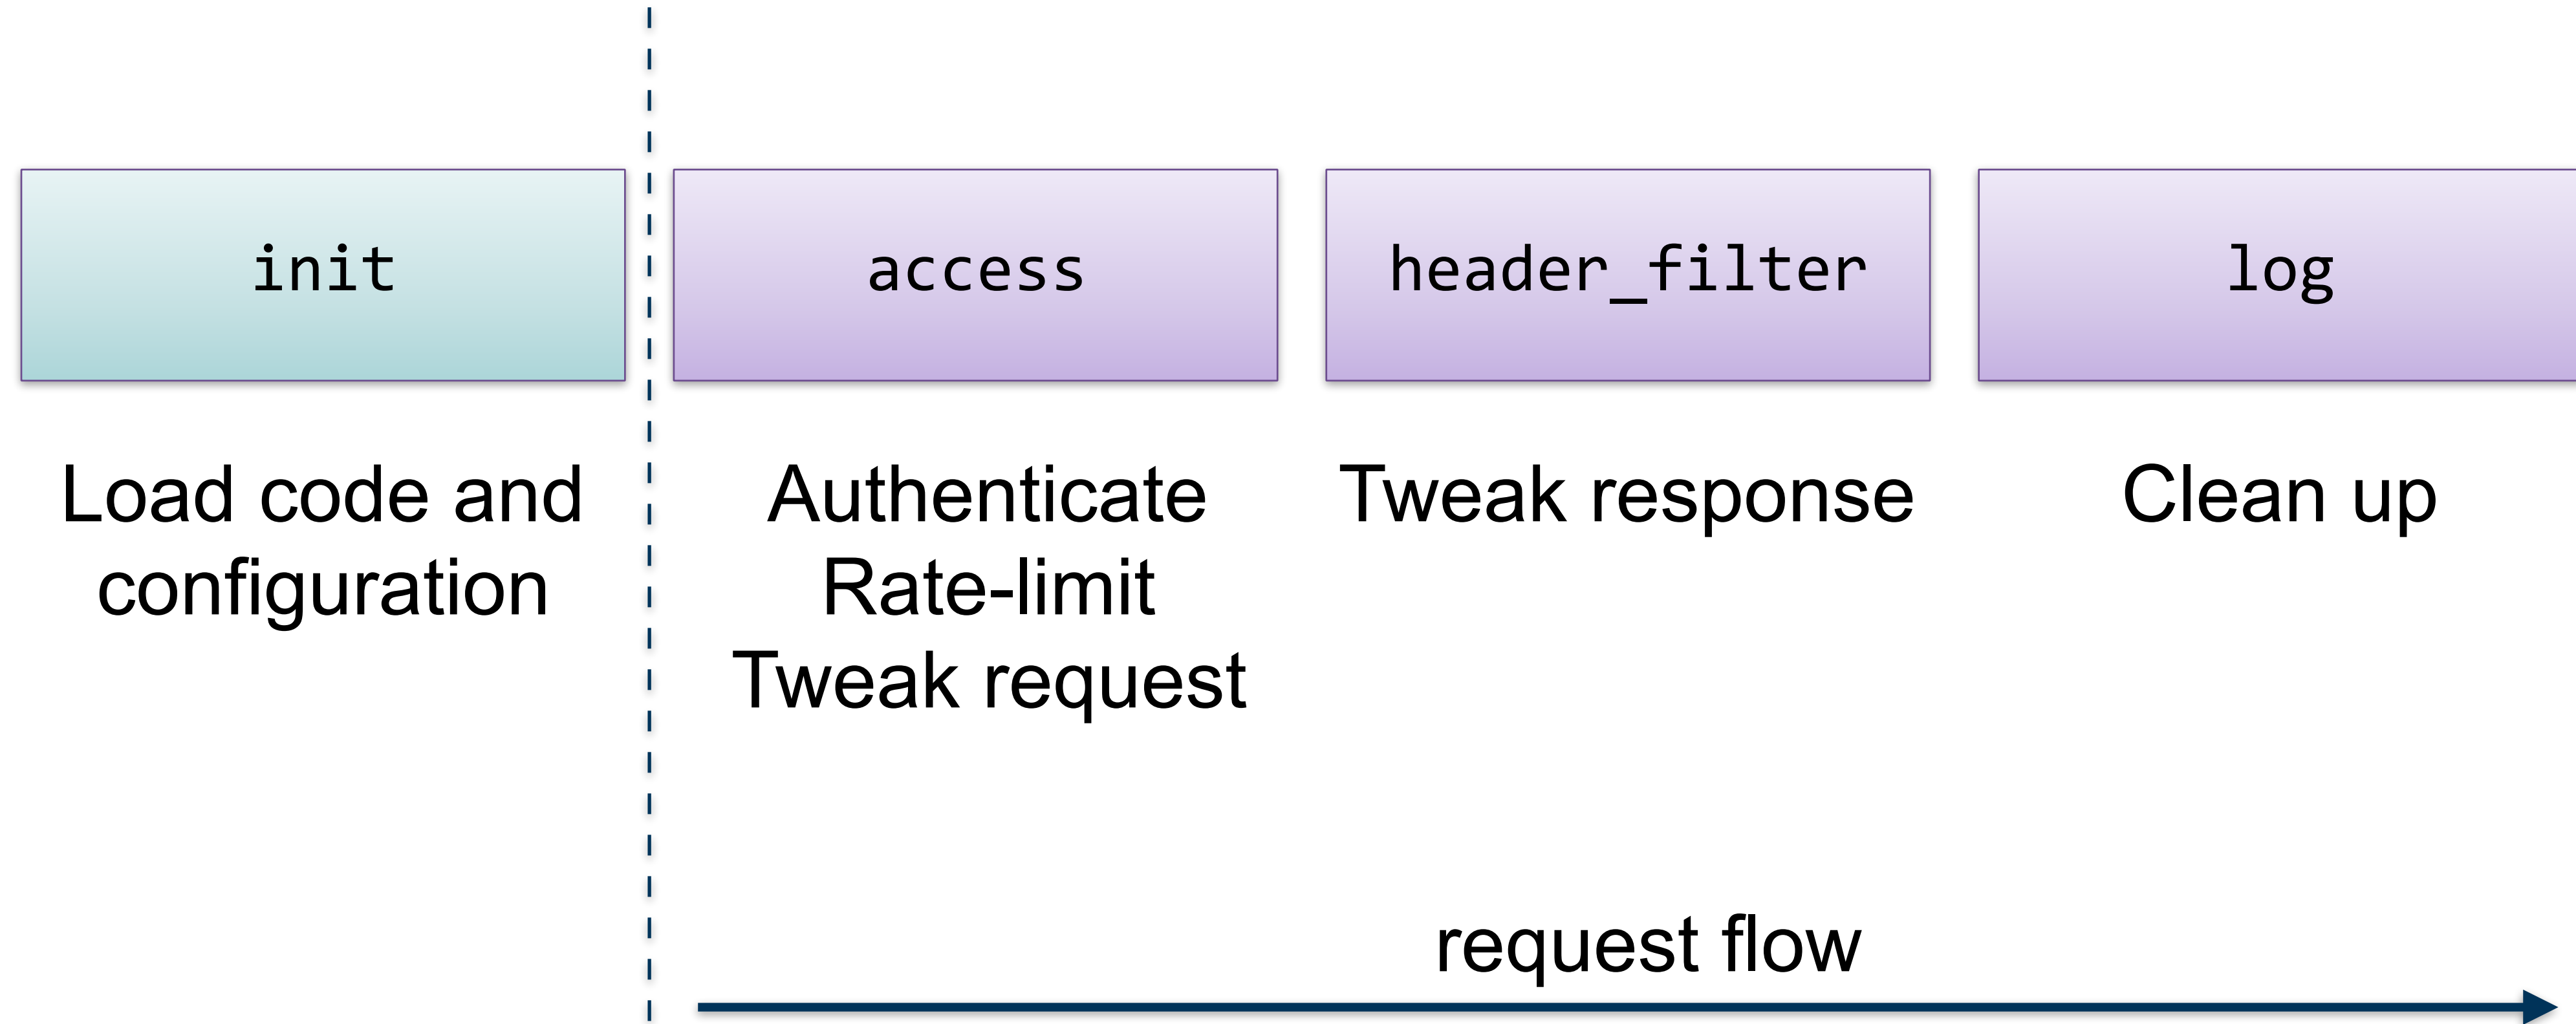 init
access
header_filter
log
Load code and
configuration
Authenticate
Rate-limit
Tweak request
Tweak response
Clean up
request flow